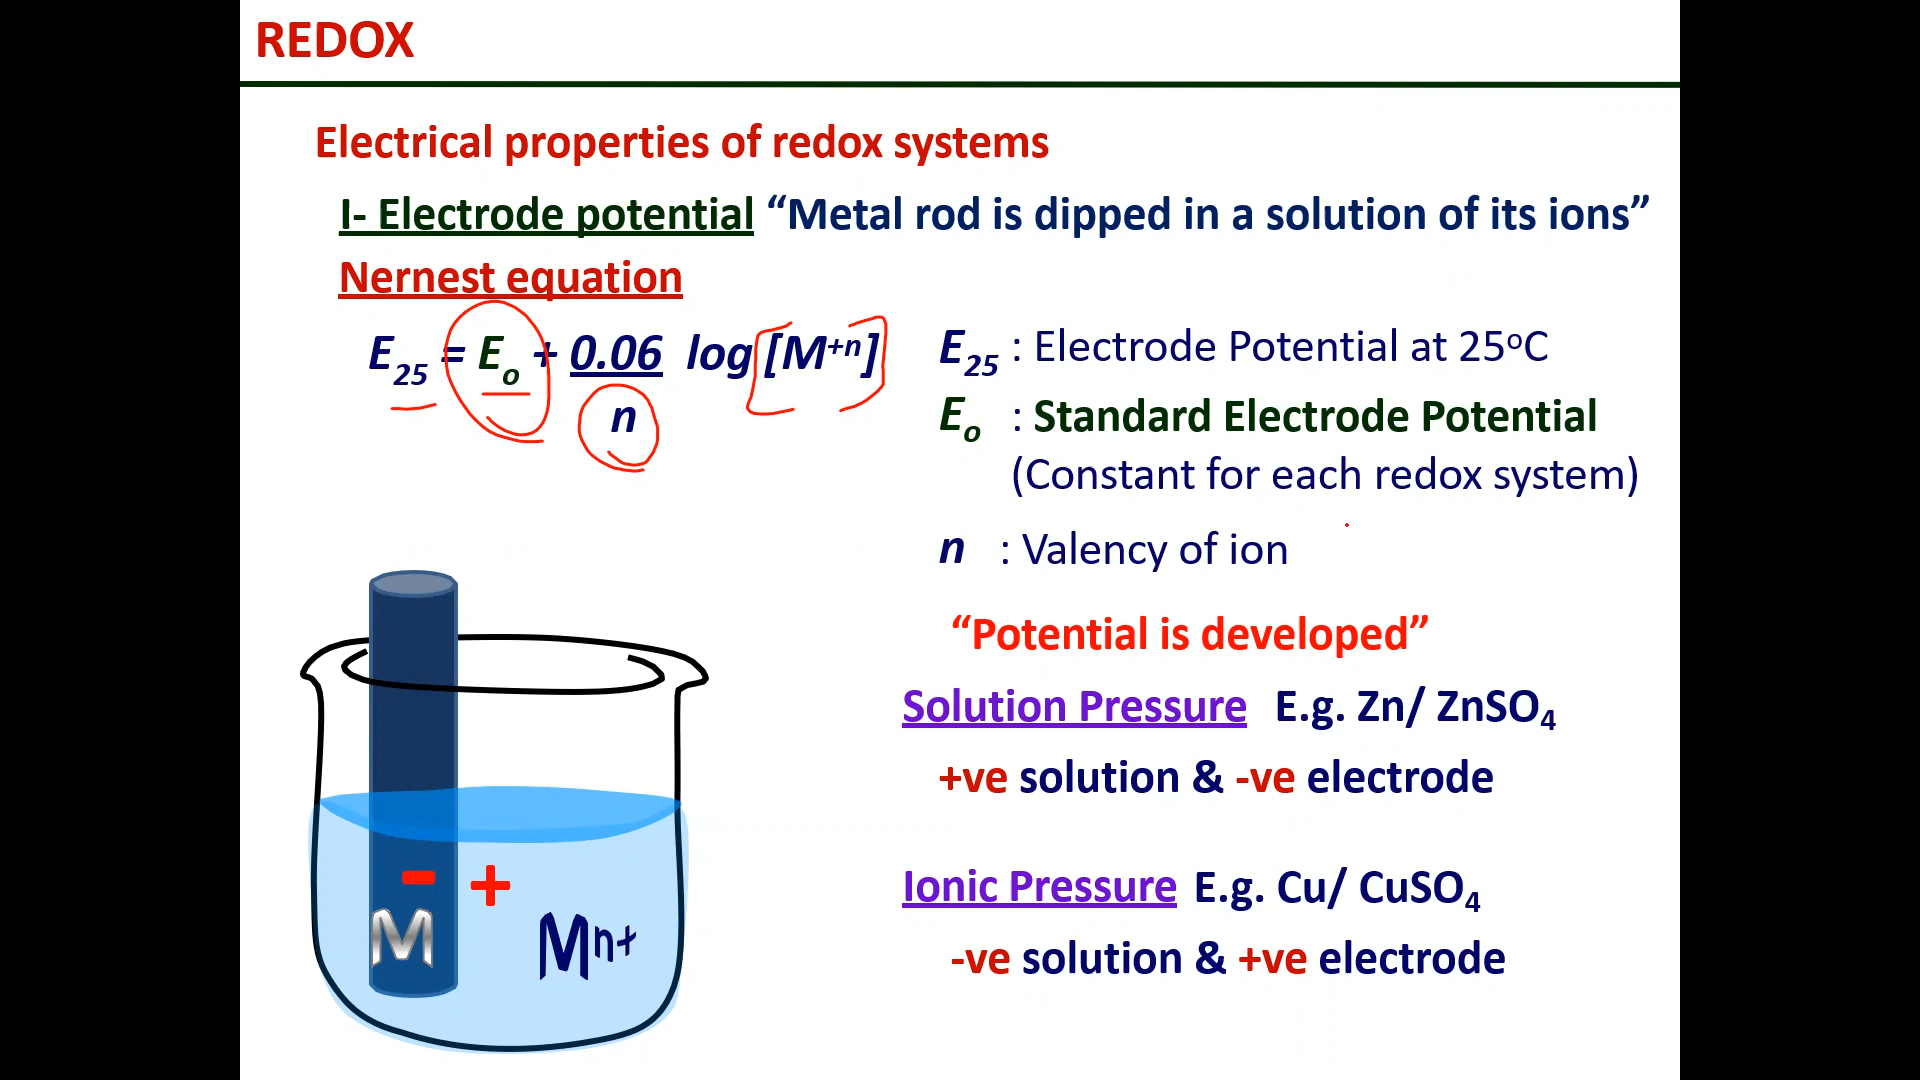 REDOX
Electrical properties of redox systems
I- Electrode potential “Metal rod is dipped in a solution of its ions”
Nernest equation
E25 = Eo + 0.06 log [M+n]
n
E25 : Electrode Potential at 25oC
Eo : Standard Electrode Potential
(Constant for each redox system)
n : Valency of ion
“Potential is developed”
Solution Pressure E.g. Zn/ ZnSO4
+ve solution & -ve electrode
Ionic Pressure E.g. Cu/ CuSO4
-ve solution & +ve electrode
- +
M Mn+